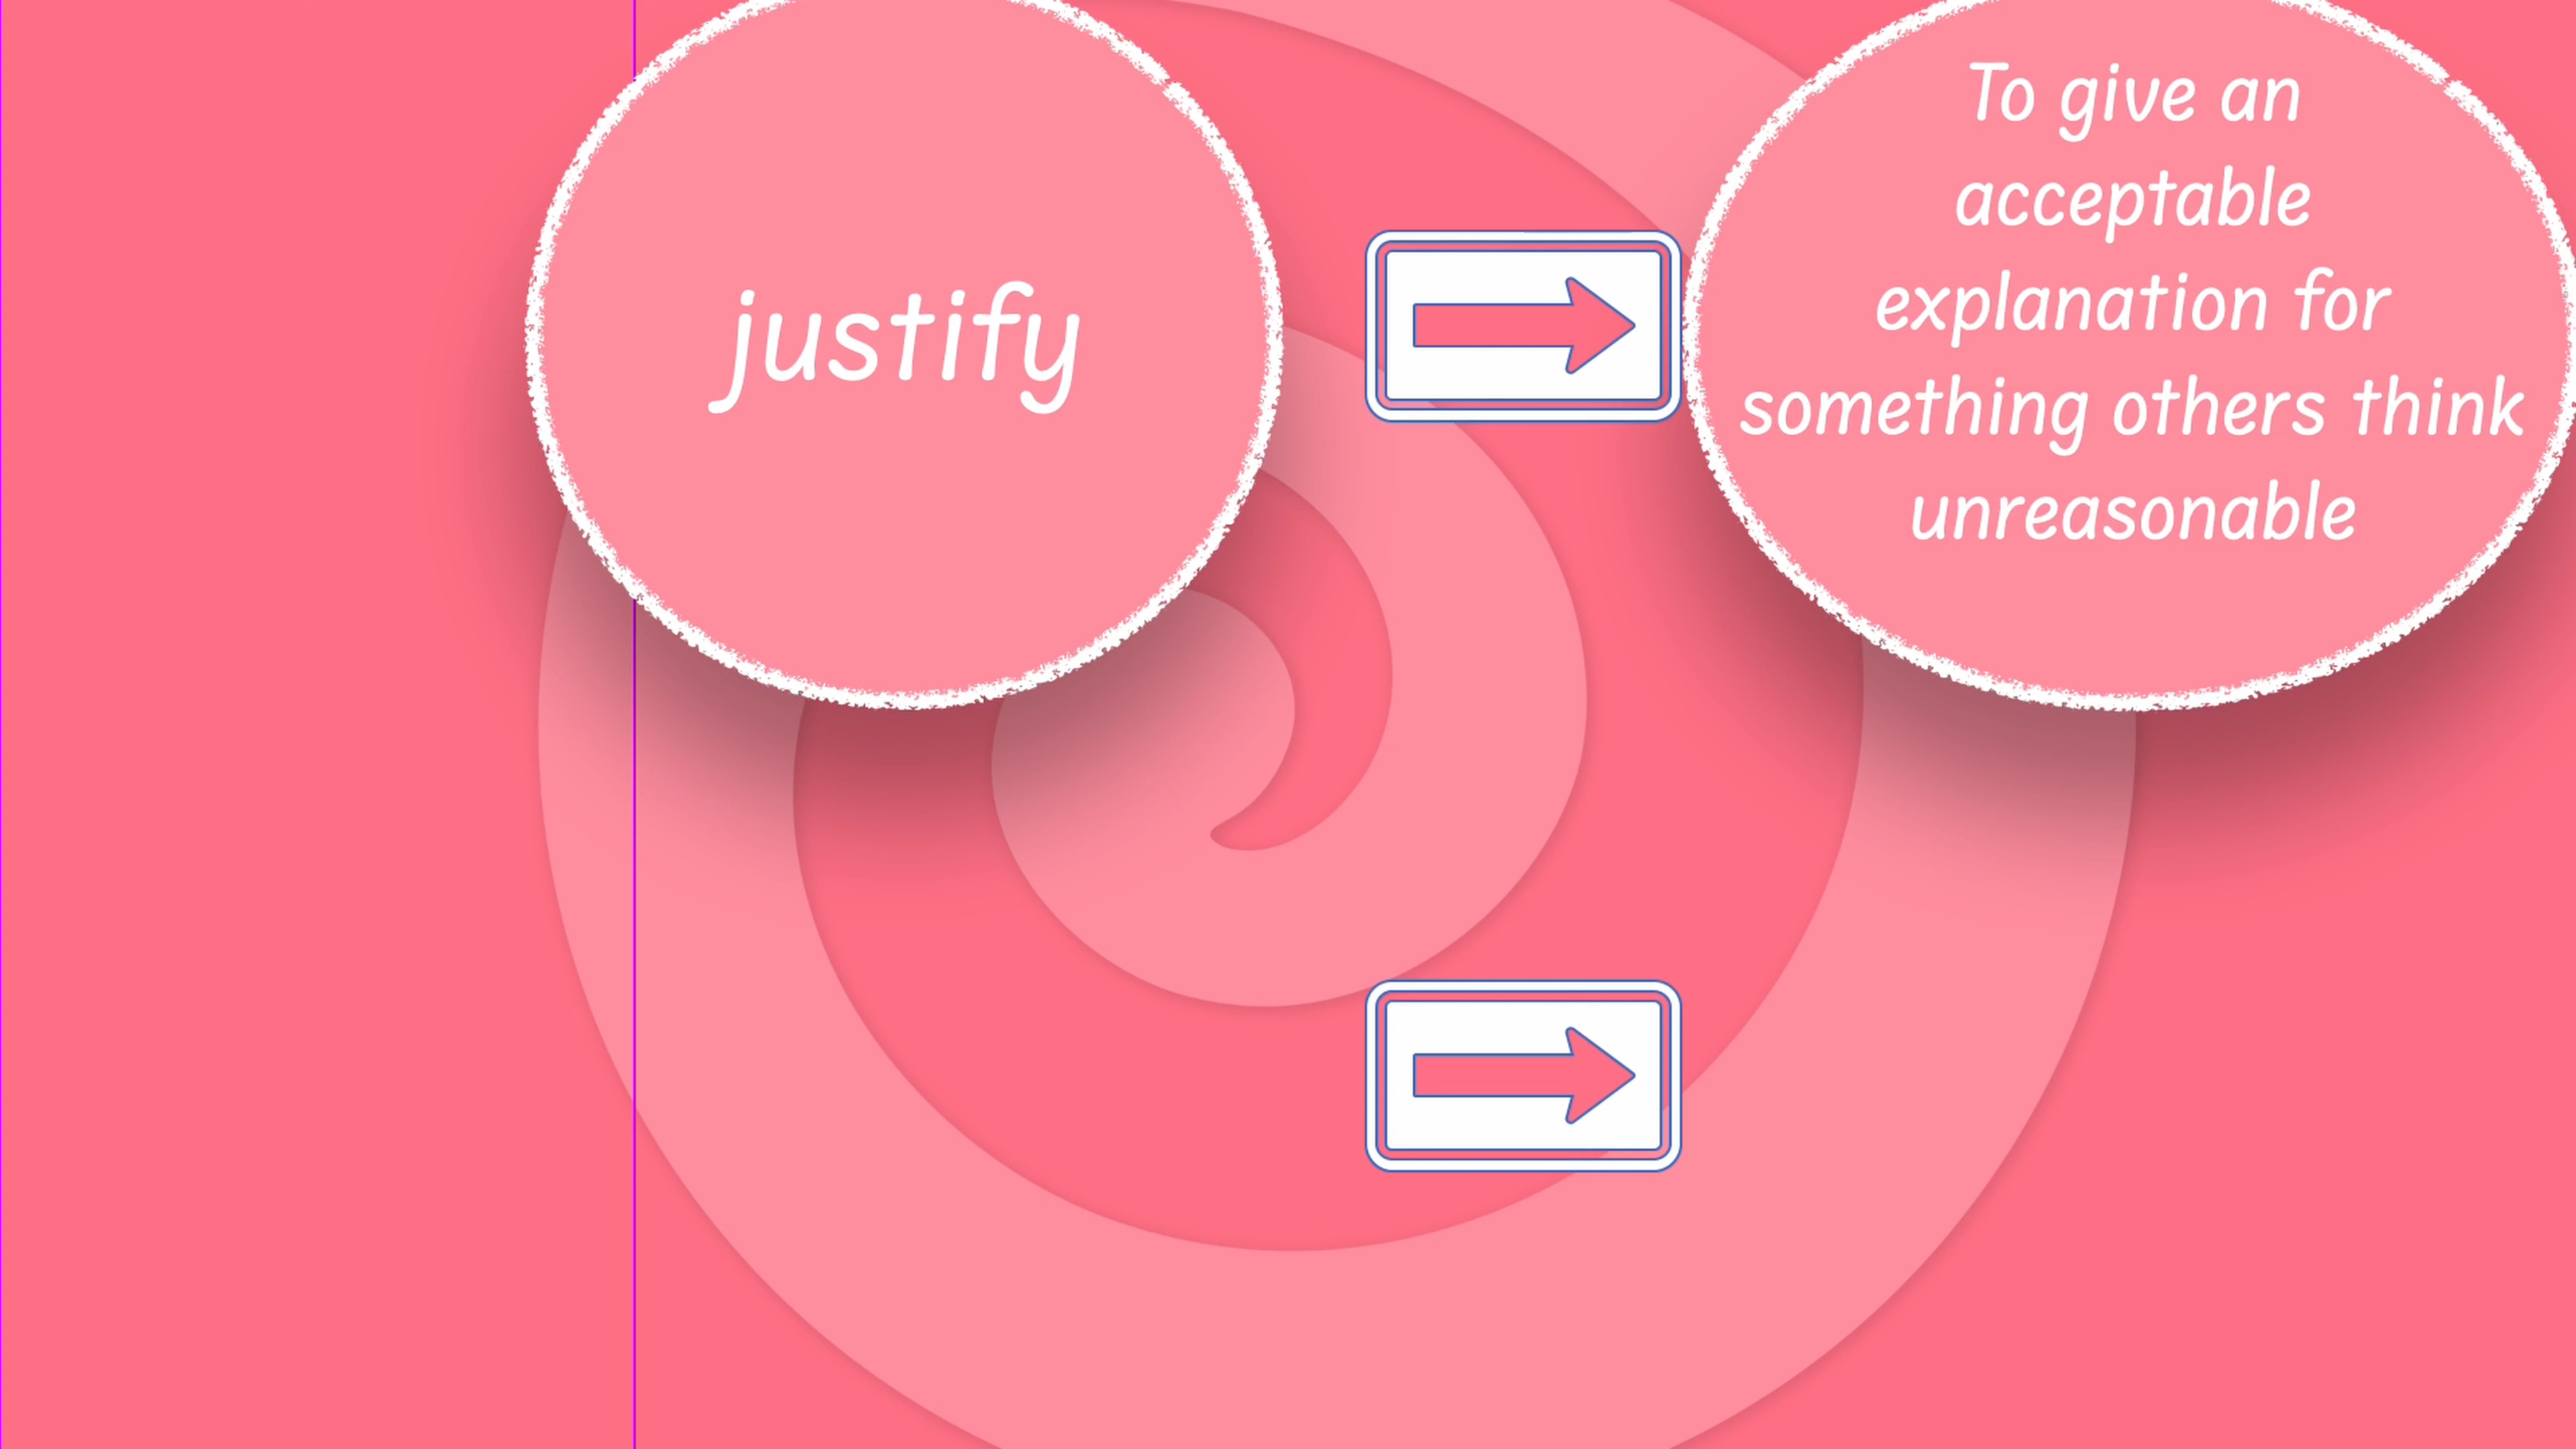 justify
To give an
acceptable
explanation for
something others think
unreasonable